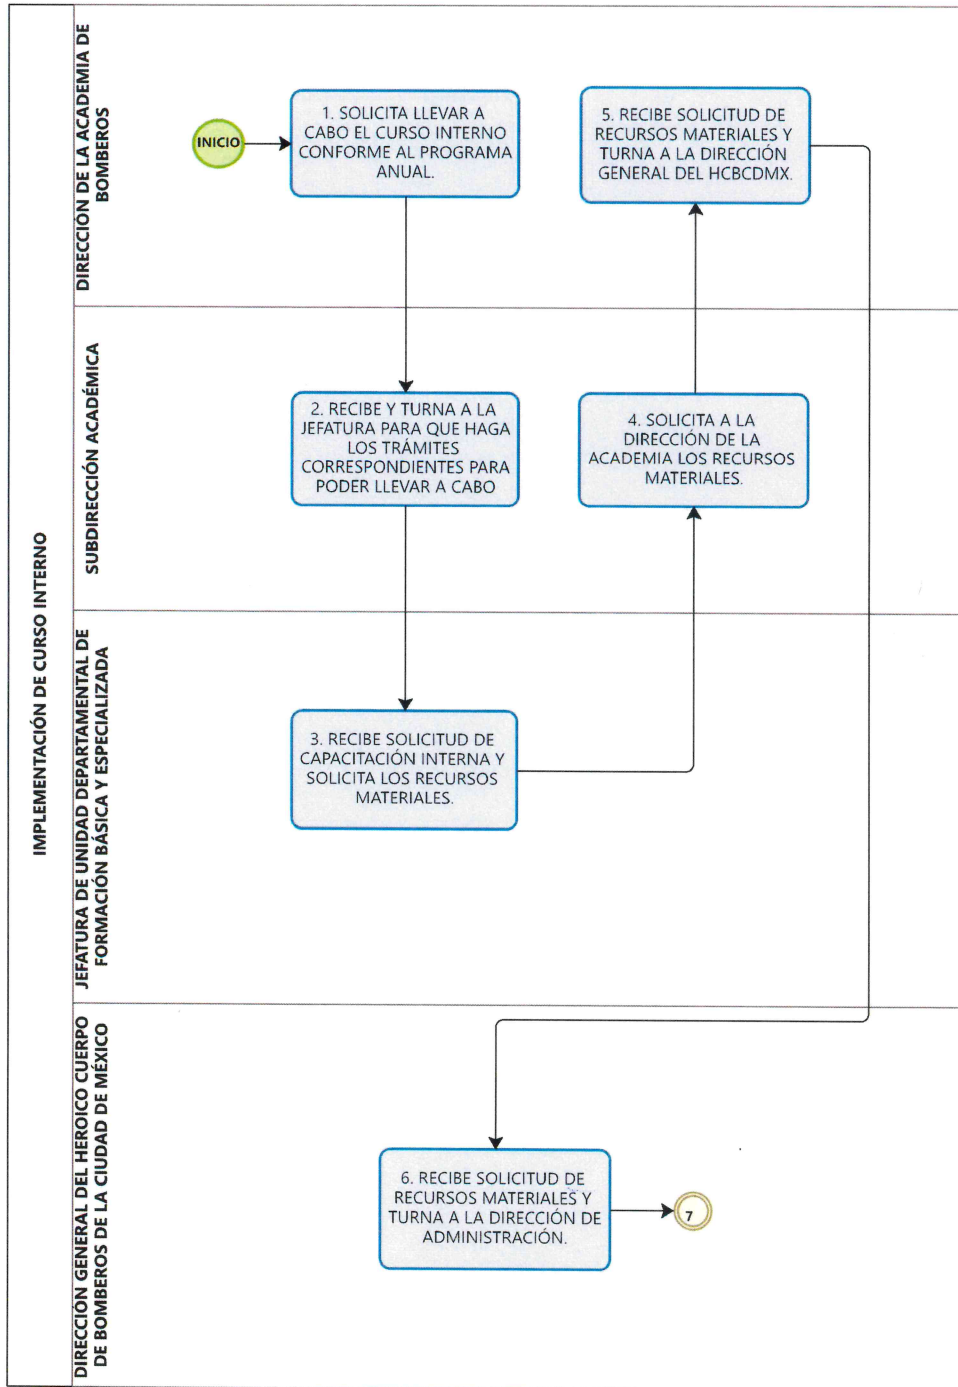 IMPLEMENTACIÓN DE CURSO INTERNO
DIRECCIÓN DE LA ACADEMIA DE
BOMBEROS
INICIO
1. SOLICITA LLEVAR A
CABO EL CURSO INTERNO
CONFORME AL PROGRAMA
ANUAL.
5. RECIBE SOLICITUD DE
RECURSOS MATERIALES Y
TURNA A LA DIRECCIÓN
GENERAL DEL HCBCDMX.
SUBDIRECCIÓN ACADÉMICA
2. RECIBE Y TURNA A LA
JEFATURA PARA QUE HAGA
LOS TRÁMITES
CORRESPONDIENTES PARA
PODER LLEVAR A CABO
4. SOLICITA A LA
DIRECCIÓN DE LA
ACADEMIA LOS RECURSOS
MATERIALES.
JEFATURA DE UNIDAD DEPARTAMENTAL DE
FORMACIÓN BÁSICA Y ESPECIALIZADA
3. RECIBE SOLICITUD DE
CAPACITACIÓN INTERNA Y
SOLICITA LOS RECURSOS
MATERIALES.
DIRECCIÓN GENERAL DEL HEROICO CUERPO
DE BOMBEROS DE LA CIUDAD DE MÉXICO
6. RECIBE SOLICITUD DE
RECURSOS MATERIALES Y
TURNA A LA DIRECCIÓN DE
ADMINISTRACIÓN.
7